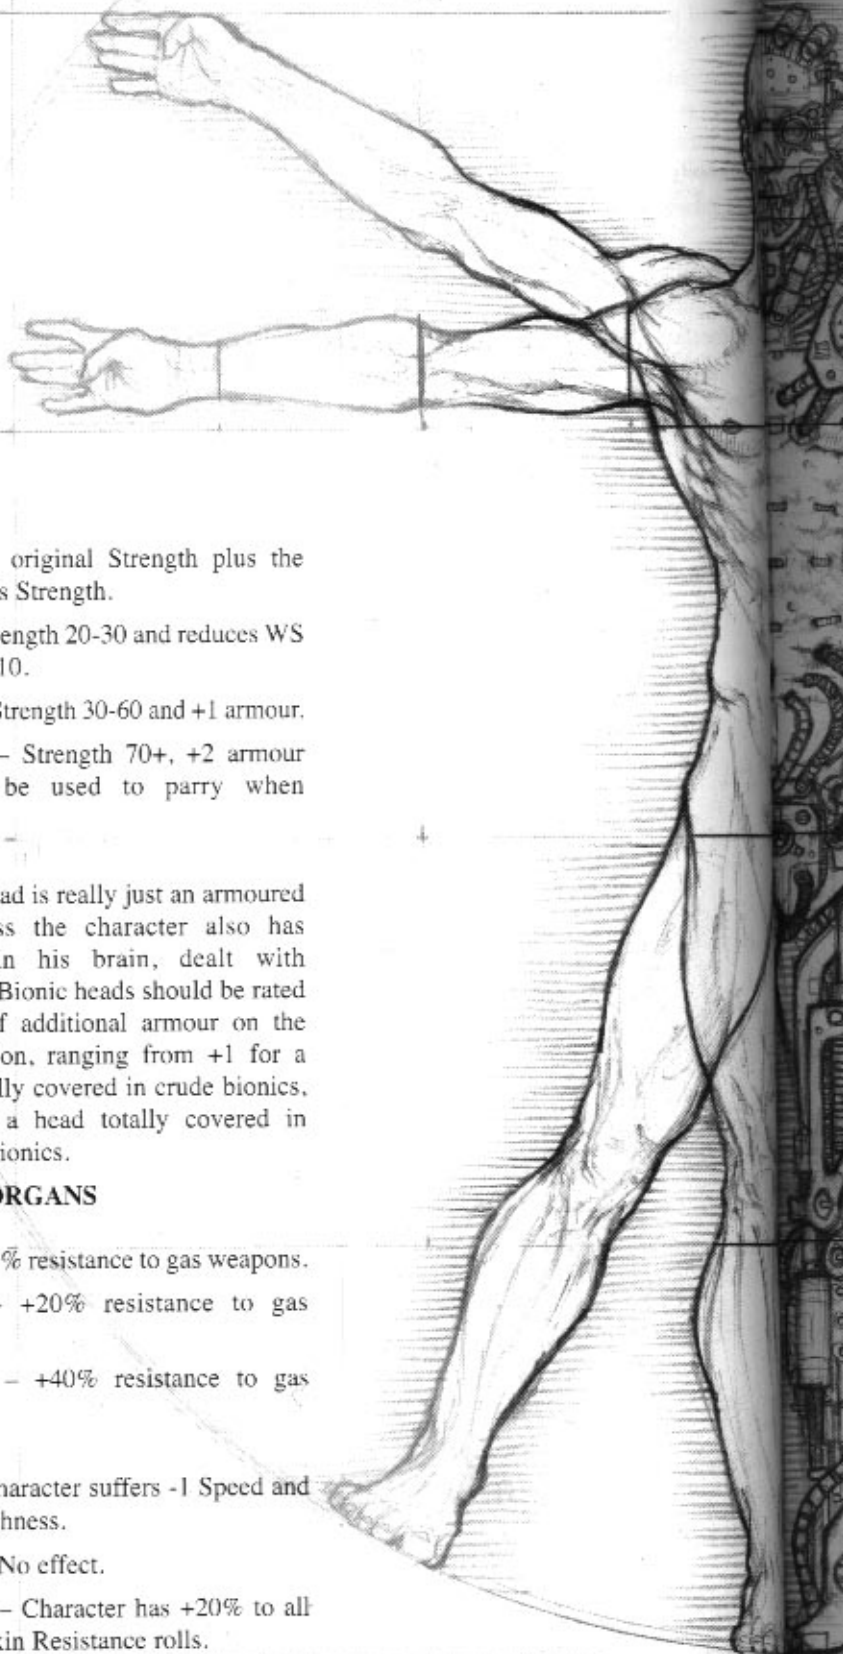 original Strength plus the
s Strength.
ength 20-30 and reduces WS
10.
Strength 30-60 and +1 armour.
– Strength 70+, +2 armour
be used to parry when
ad is really just an armoured
ss the character also has
in his brain, dealt with
Bionic heads should be rated
f additional armour on the
on, ranging from +1 for a
lly covered in crude bionics,
a head totally covered in
ionics.
ORGANS
% resistance to gas weapons.
- +20% resistance to gas
– +40% resistance to gas
haracter suffers -1 Speed and
hness.
No effect.
– Character has +20% to all
xin Resistance rolls.